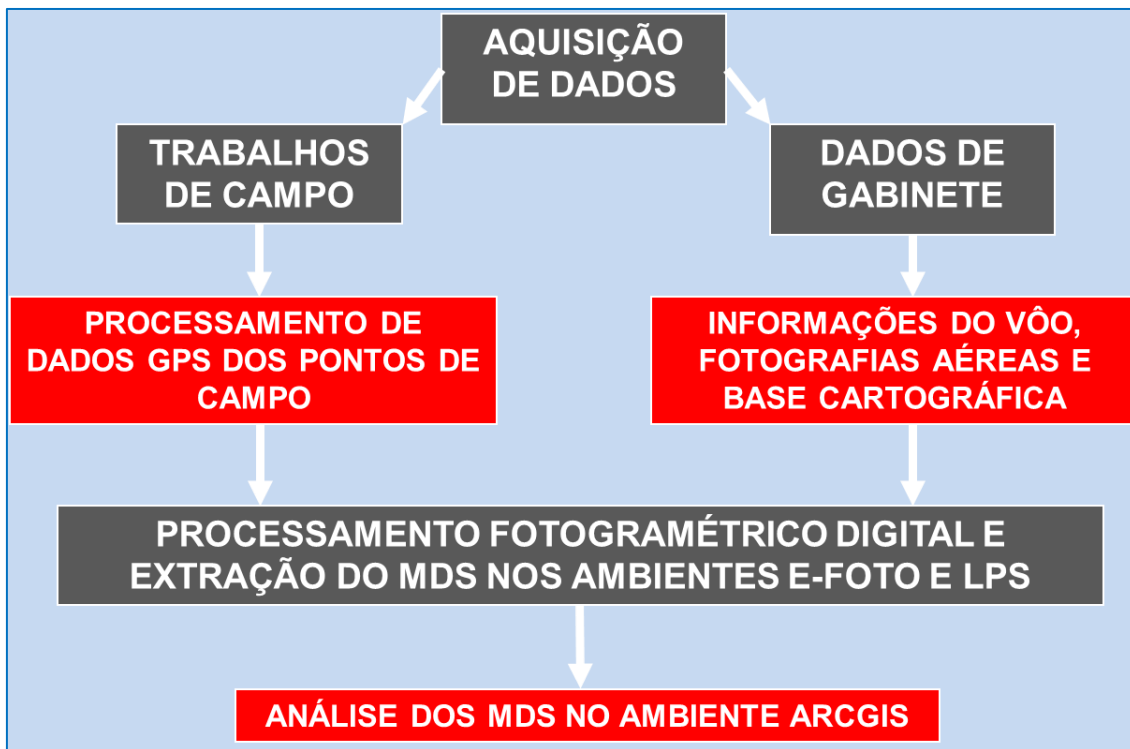 AQUISIÇÃO
DE DADOS
TRABALHOS
DE CAMPO
DADOS DE
GABINETE
PROCESSAMENTO DE
DADOS GPS DOS PONTOS DE
CAMPO
INFORMAÇÕES DO VÔO,
FOTOGRAFIAS AÉREAS E
BASE CARTOGRÁFICA
PROCESSAMENTO FOTOGRAMÉTRICO DIGITAL E
EXTRAÇÃO DO MDS NOS AMBIENTES E-FOTO E LPS
ANÁLISE DOS MDS NO AMBIENTE ARCGIS